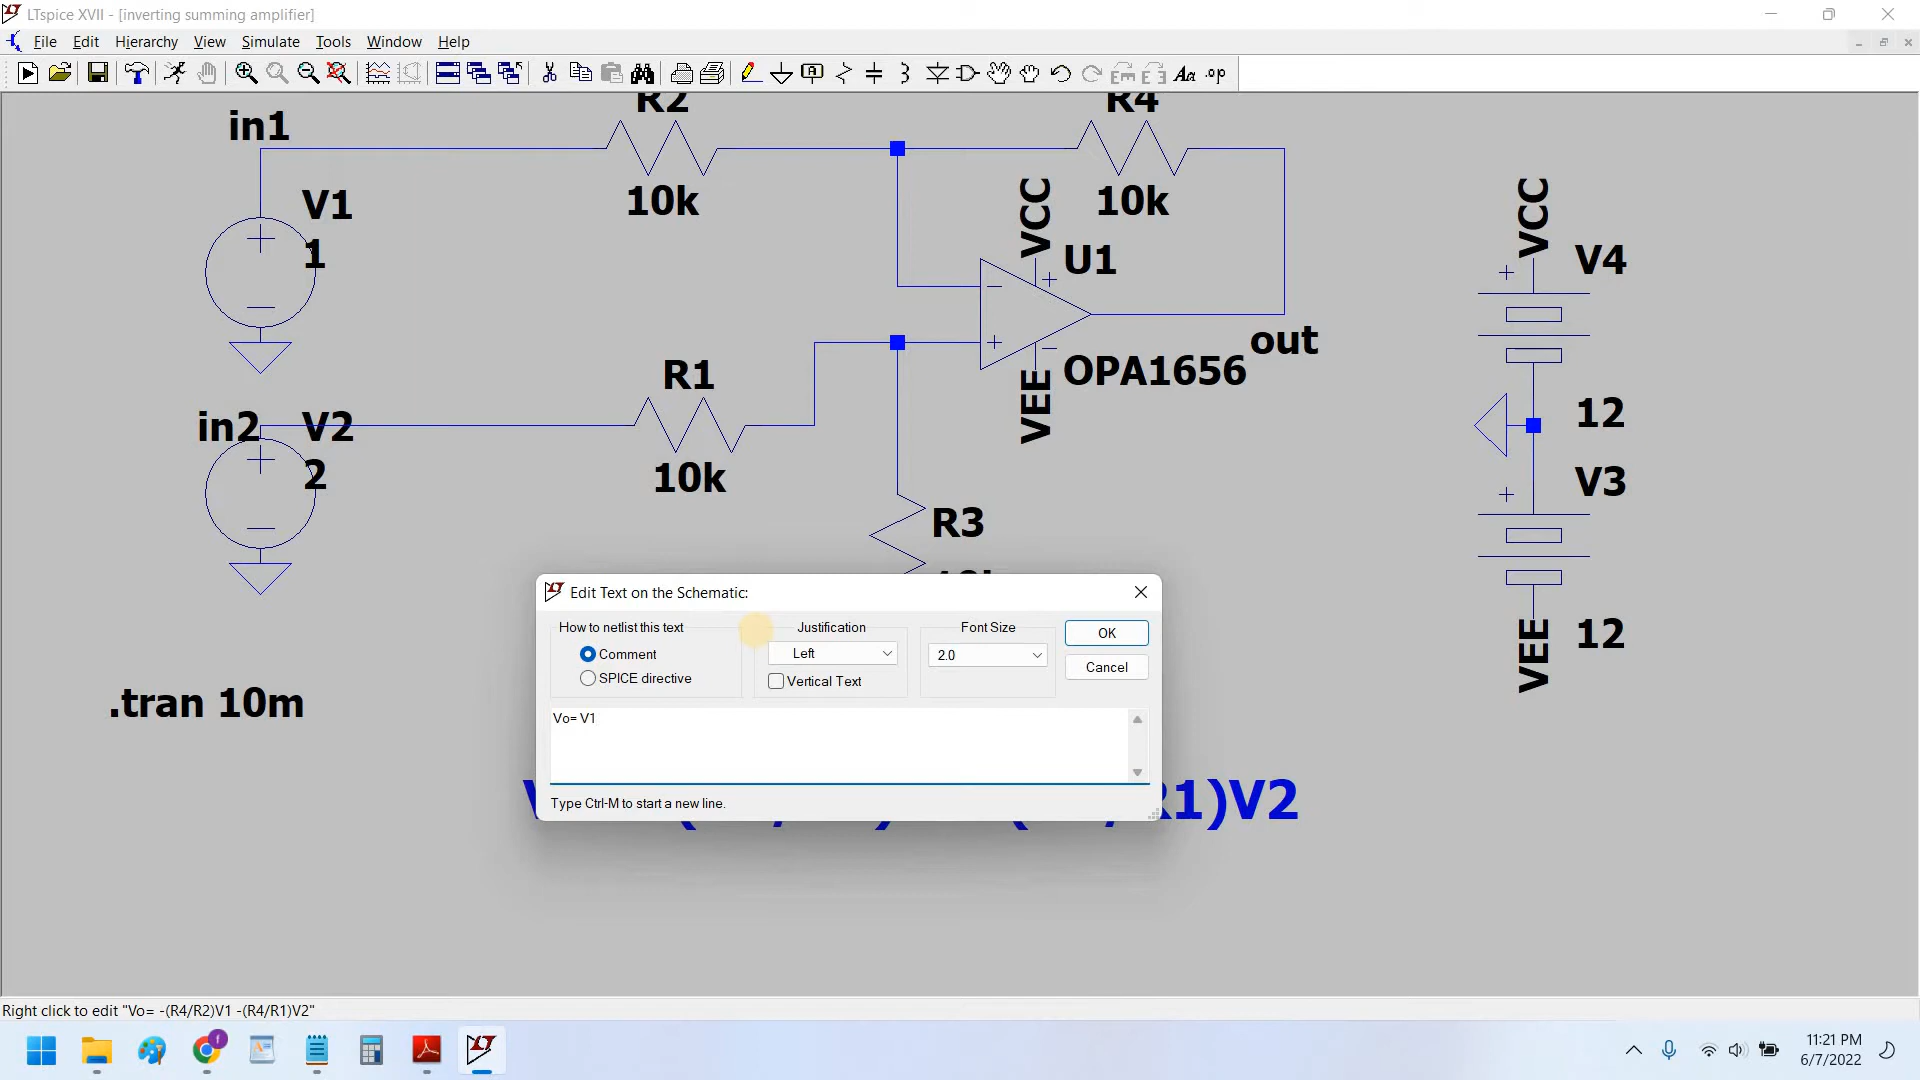 LTspice XVII - [inverting summing amplifier]
File Edit Hierarchy View Simulate Tools Window Help
in1
R2
R4
V1
1
10k
10k
VCC
U1
VCC
V4
out
OPA1656
VEE
R1
10k
in2
V2
2
12
V3
R3
12
VEE
.tran 10m
Edit Text on the Schematic:
How to netlist this text
Comment
SPICE directive
Justification
Left
Vertical Text
Font Size
2.0
OK
Cancel
Vo= V1
Type Ctrl-M to start a new line.
R1)V2
Right click to edit "Vo= -(R4/R2)V1 -(R4/R1)V2"
11:21 PM
6/7/2022